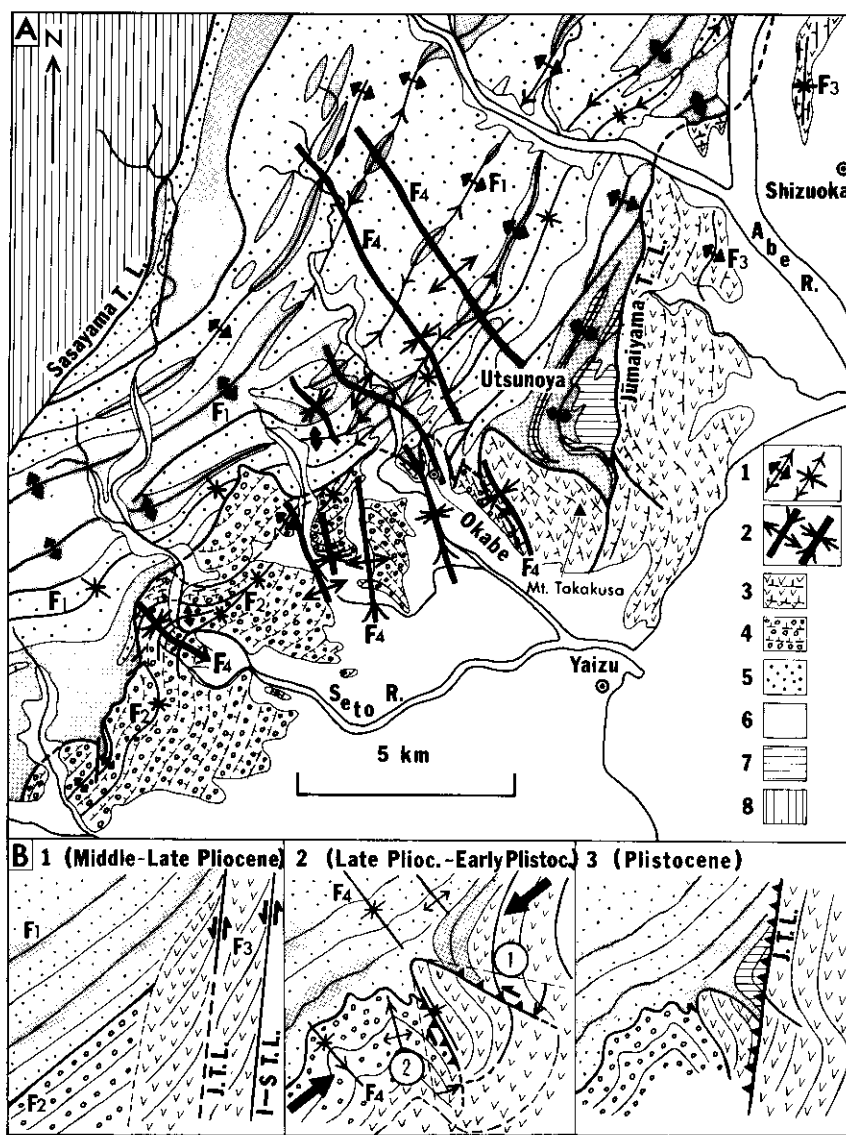 A
N
F3
Shizuoka
Abe R.
F4
F1
F4
F3
Sasayama T. L.
Jūmaiyama T. L.
Utsunoya
F1
Okabe
F4
Mt. Takakusa
F1
F2
F4
F4
F2
Seto R.
Yaizu
5 km
1
2
3
4
5
6
7
8
B
1 (Middle-Late Pliocene)
2 (Late Plioc.-Early Plistoc.)
3 (Plistocene)
F1
F3
J.T.L.
I-S T.L.
F2
F4
1
2
F4
J.T.L.